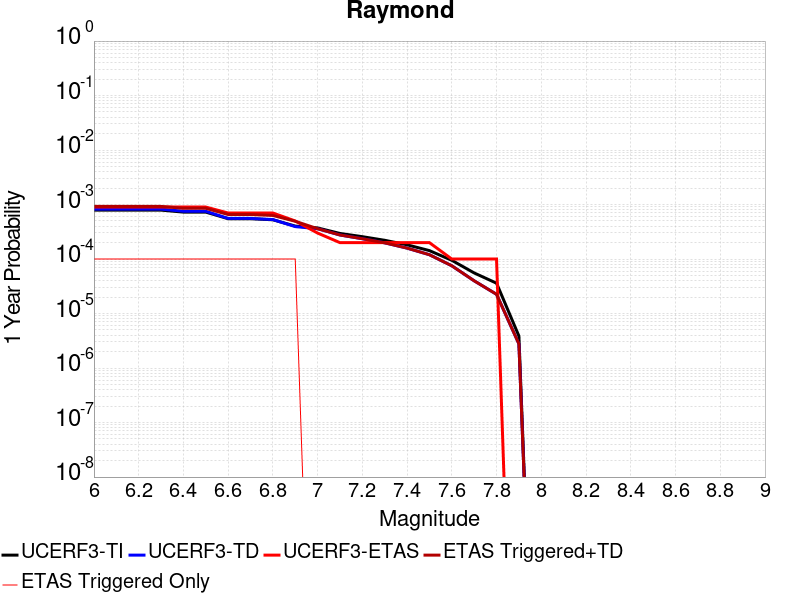 Raymond
10^0
10^-1
10^-2
10^-3
10^-4
10^-5
10^-6
10^-7
10^-8
1 Year Probability
6 6.2 6.4 6.6 6.8 7 7.2 7.4 7.6 7.8 8 8.2 8.4 8.6 8.8 9
Magnitude
UCERF3-TI UCERF3-TD UCERF3-ETAS ETAS Triggered+TD
ETAS Triggered Only